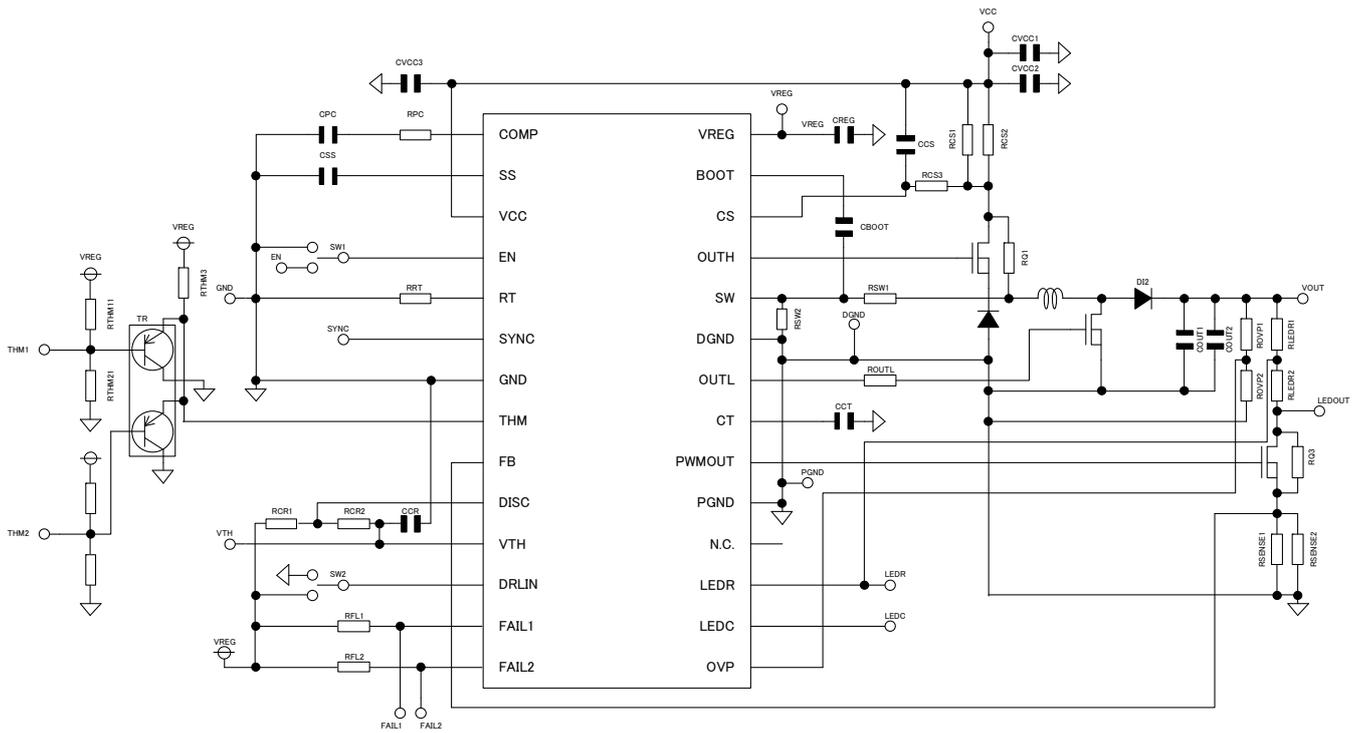 VCC
CVCC1
CVCC3
CVCC2
VREG
CPC
RPC
COMP
VREG
VREG
CREG
RCS1
RCS2
CCS
CSS
SS
BOOT
RCS3
VCC
CS
CBOOT
VREG
SW1
EN
EN
OUTH
RQ1
VREG
RTHM3
GND
RRT
RT
SW
RSW1
DI2
VOUT
RTHM11
TR
SYNC
SYNC
DGND
RSW2
DGND
COUT1
COUT2
ROVP1
RLEDR1
THM1
RTHM21
GND
OUTL
ROUTL
ROVP2
RLEDR2
THM
CT
CCT
LEDOUT
FB
PWMOUT
RQ3
PGND
DISC
PGND
RCR1
RCR2
CCR
THM2
VTH
VTH
N.C.
RSENSE1
RSENSE2
SW2
DRLIN
LEDR
LEDR
RFL1
FAIL1
LEDC
LEDC
VREG
RFL2
FAIL2
OVP
FAIL1
FAIL2